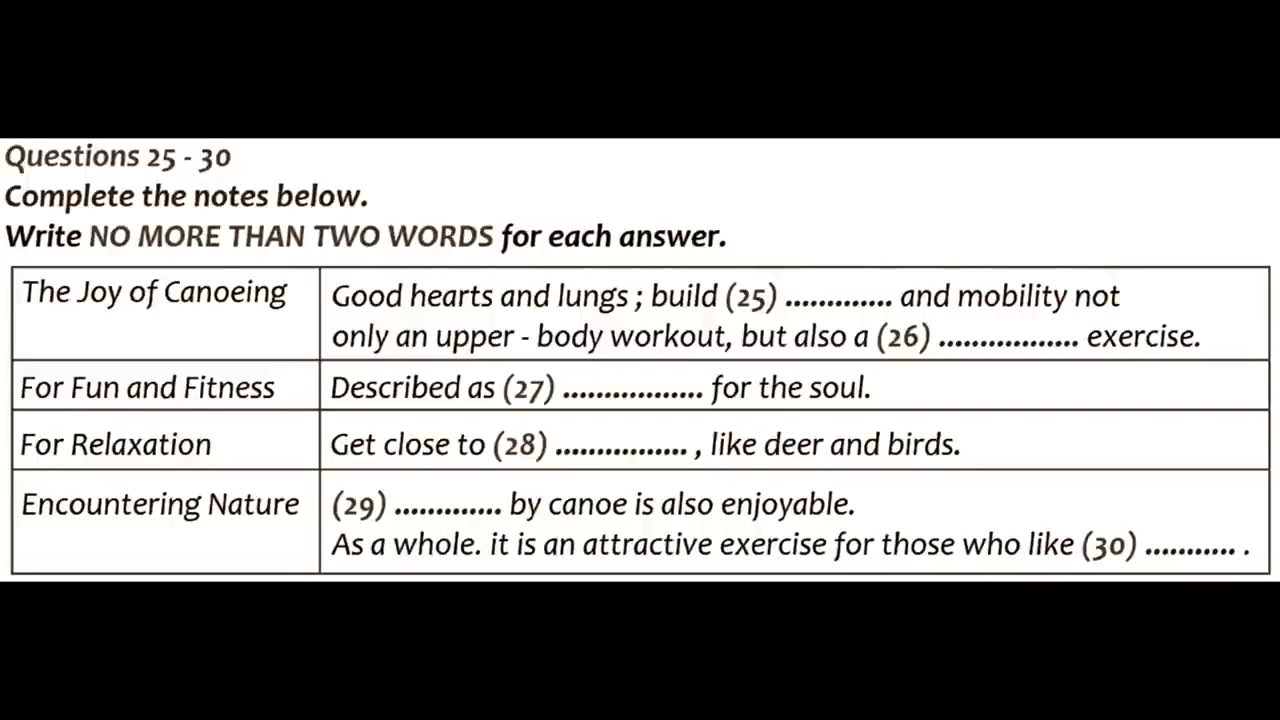 Questions 25 - 30
Complete the notes below.
Write NO MORE THAN TWO WORDS for each answer.
The Joy of Canoeing
Good hearts and lungs ; build (25) ............. and mobility not
only an upper - body workout, but also a (26) ................. exercise.
For Fun and Fitness
Described as (27) ................. for the soul.
For Relaxation
Get close to (28) ................ , like deer and birds.
Encountering Nature
(29) ............. by canoe is also enjoyable.
As a whole. it is an attractive exercise for those who like (30) ........... .